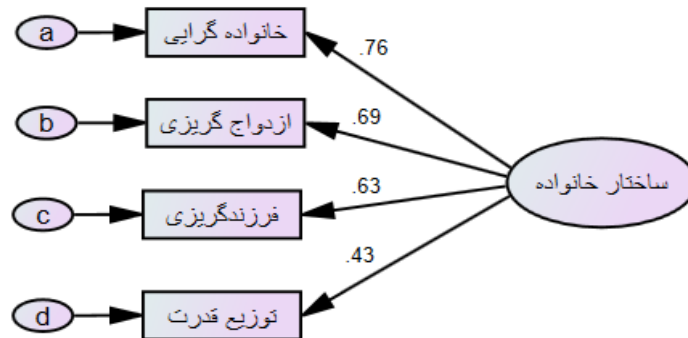 a
خانواده گرایی
.76
b
ازدواج گریزی
.69
ساختار خانواده
c
فرزندگریزی
.63
.43
d
توزیع قدرت